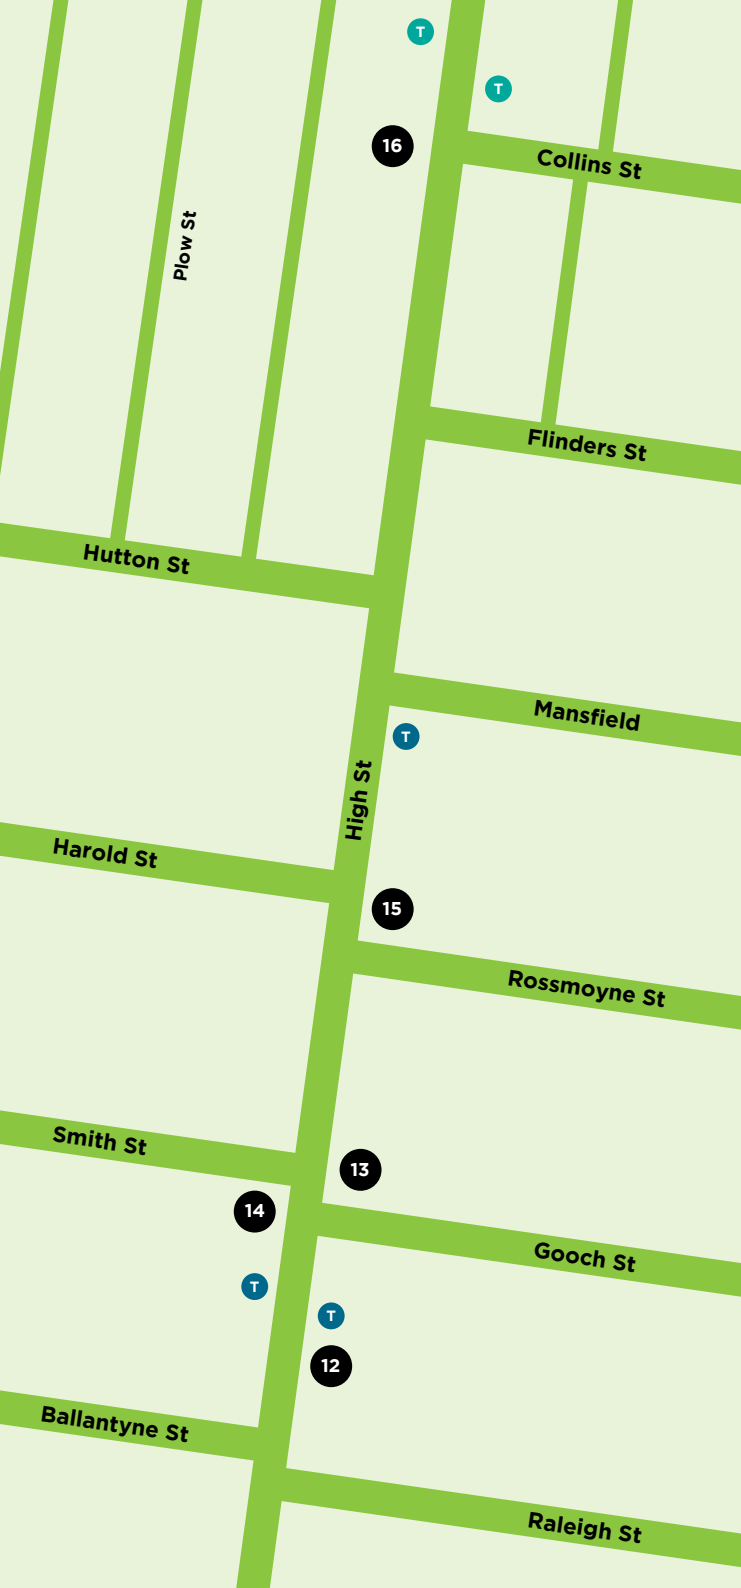 T
T
16
Collins St
Plow St
Flinders St
Hutton St
Mansfield
T
High St
Harold St
15
Rossmoyne St
Smith St
13
14
Gooch St
T
T
12
Ballantyne St
Raleigh St